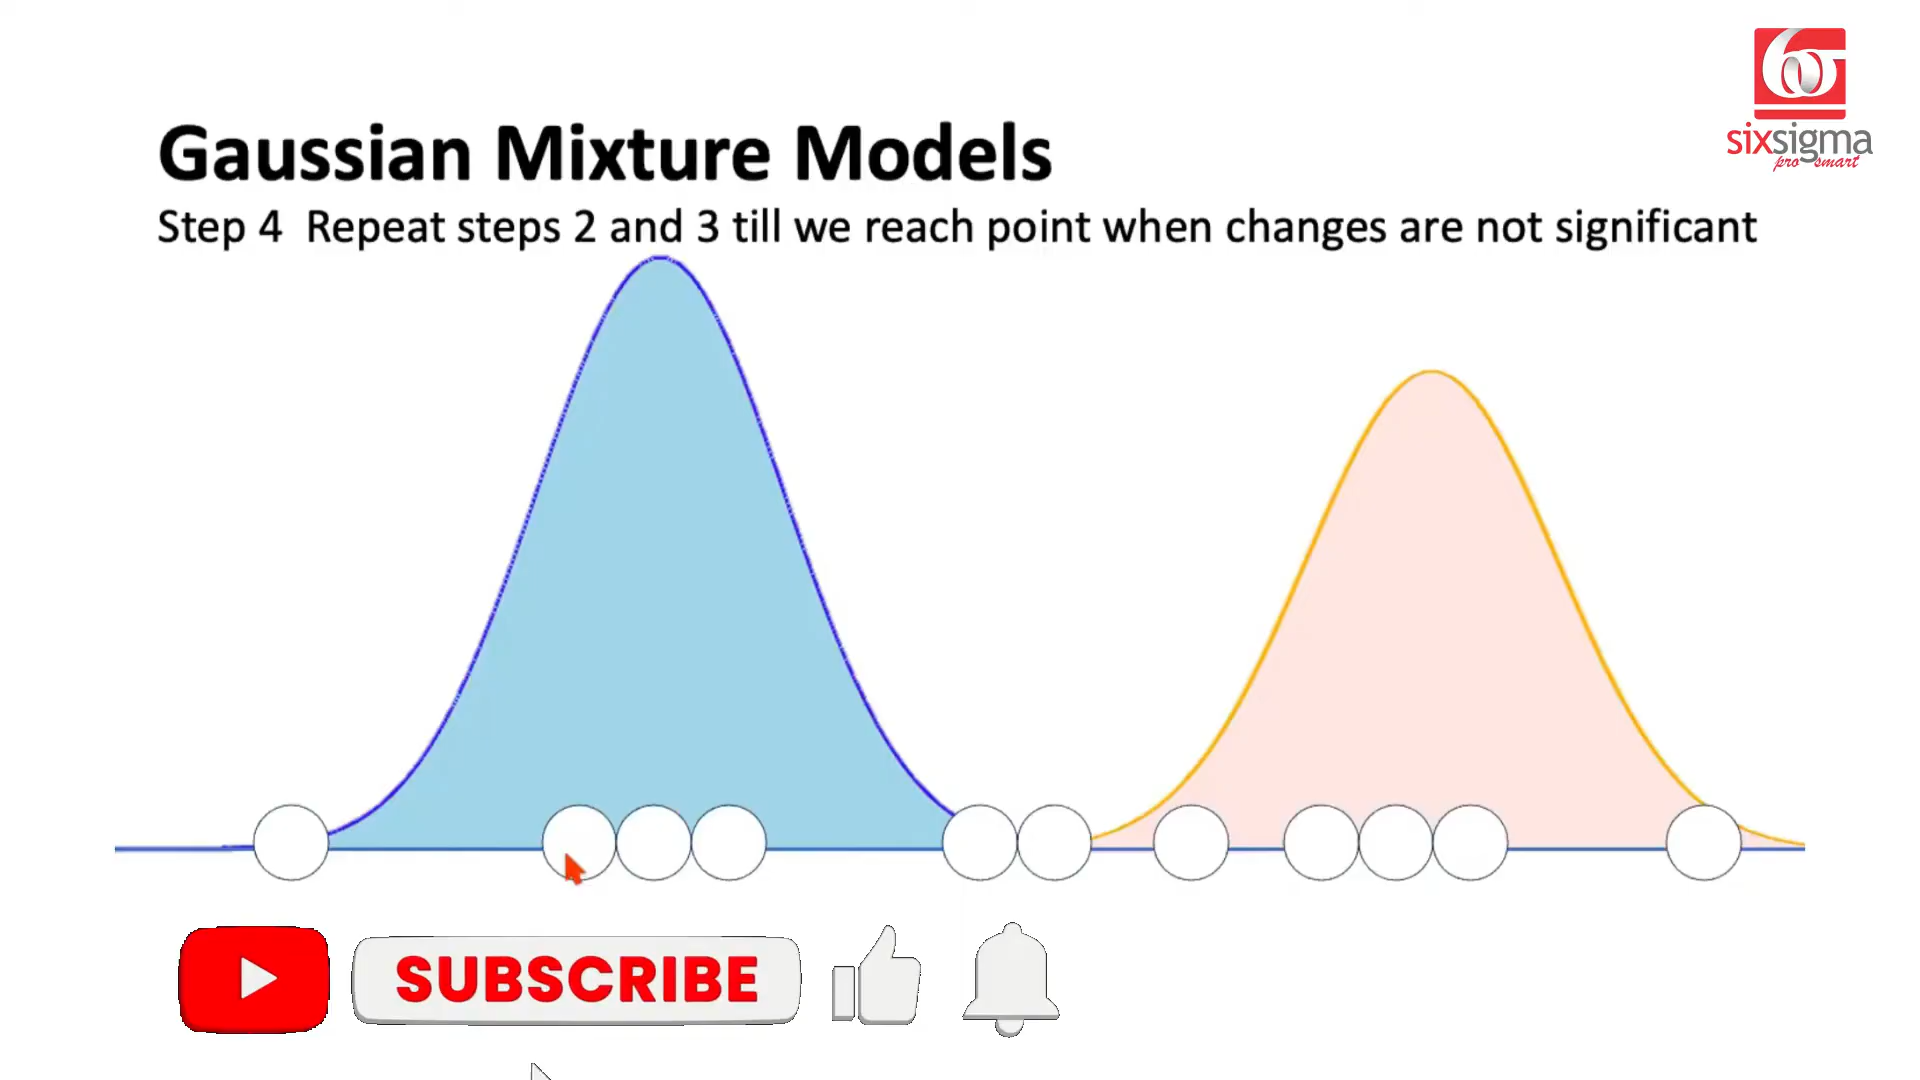 Gaussian Mixture Models
Step 4 Repeat steps 2 and 3 till we reach point when changes are not significant
6σ
sixsigma
pro smart
SUBSCRIBE